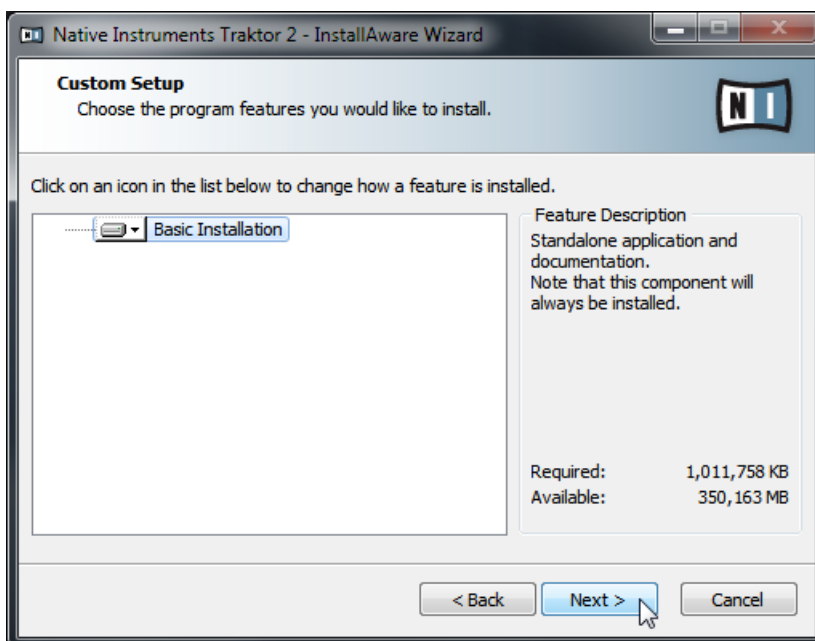 Native Instruments Traktor 2 - InstallAware Wizard
Custom Setup
Choose the program features you would like to install.
N I
Click on an icon in the list below to change how a feature is installed.
Basic Installation
Feature Description
Standalone application and
documentation.
Note that this component will
always be installed.
Required: 1,011,758 KB
Available: 350,163 MB
< Back
Next >
Cancel